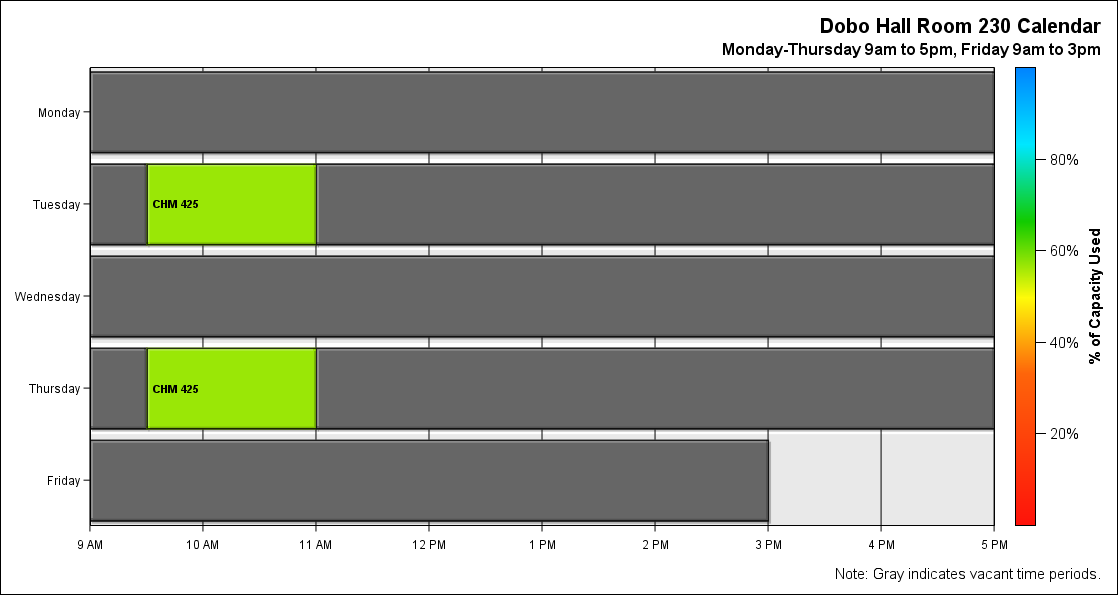 Dobo Hall Room 230 Calendar
Monday-Thursday 9am to 5pm, Friday 9am to 3pm
Monday
Tuesday
CHM 425
Wednesday
Thursday
CHM 425
Friday
9 AM 10 AM 11 AM 12 PM 1 PM 2 PM 3 PM 4 PM 5 PM
80%
60%
40%
20%
% of Capacity Used
Note: Gray indicates vacant time periods.